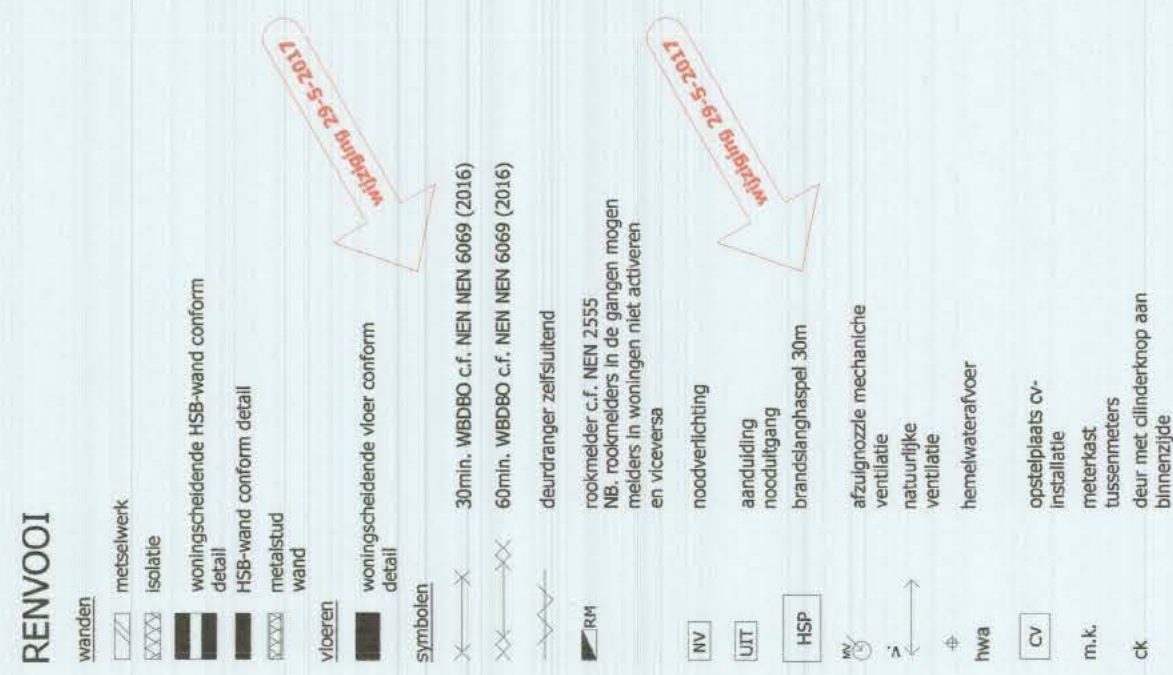 RENVOOI
wanden
metselwerk
isolatie
woningscheidende HSB-wand conform
detail
HSB-wand conform detail
metalstud
wand
vloeren
woningscheidende vloer conform
detail
symbolen
wijziging 29-5-2017
30min. WBDBO c.f. NEN NEN 6069 (2016)
60min. WBDBO c.f. NEN NEN 6069 (2016)
deurdranger zelfsluitend
RM rookmelder c.f. NEN 2555
NB. rookmelders in de gangen mogen
melders in woningen niet activeren
en viceversa
NV noodverlichting
UIT aanduiding
nooduitgang
HSP brandslanghaspel 30m
wijziging 29-5-2017
MV afzuignozzle mechaniche
ventilatie
.v. natuurlijke
ventilatie
hwa hemelwaterafvoer
CV opstelplaats cv-
installatie
m.k. meterkast
tussenmeters
ck deur met cilinderknop aan
binnenzijde